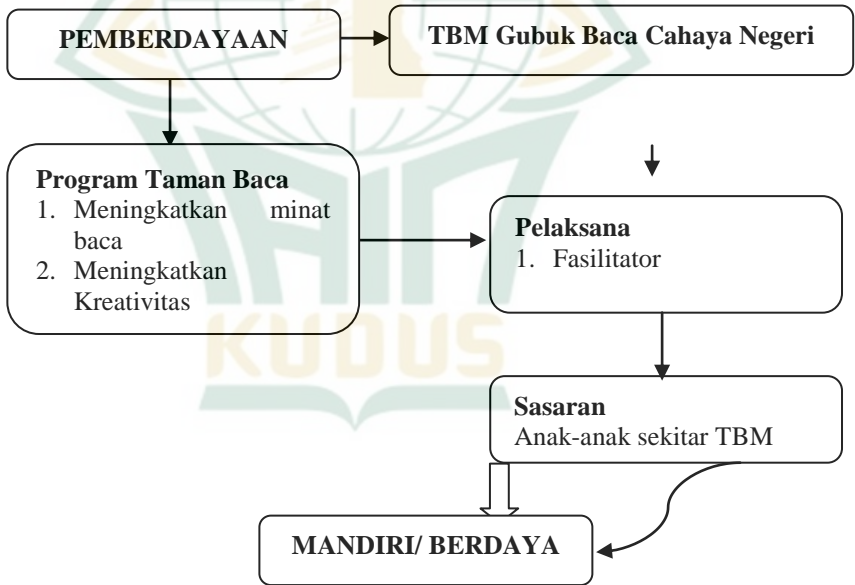 PEMBERDAYAAN
TBM Gubuk Baca Cahaya Negeri
Program Taman Baca
1. Meningkatkan minat
baca
2. Meningkatkan
Kreativitas
Pelaksana
1. Fasilitator
KUDUS
Sasaran
Anak-anak sekitar TBM
MANDIRI/ BERDAYA